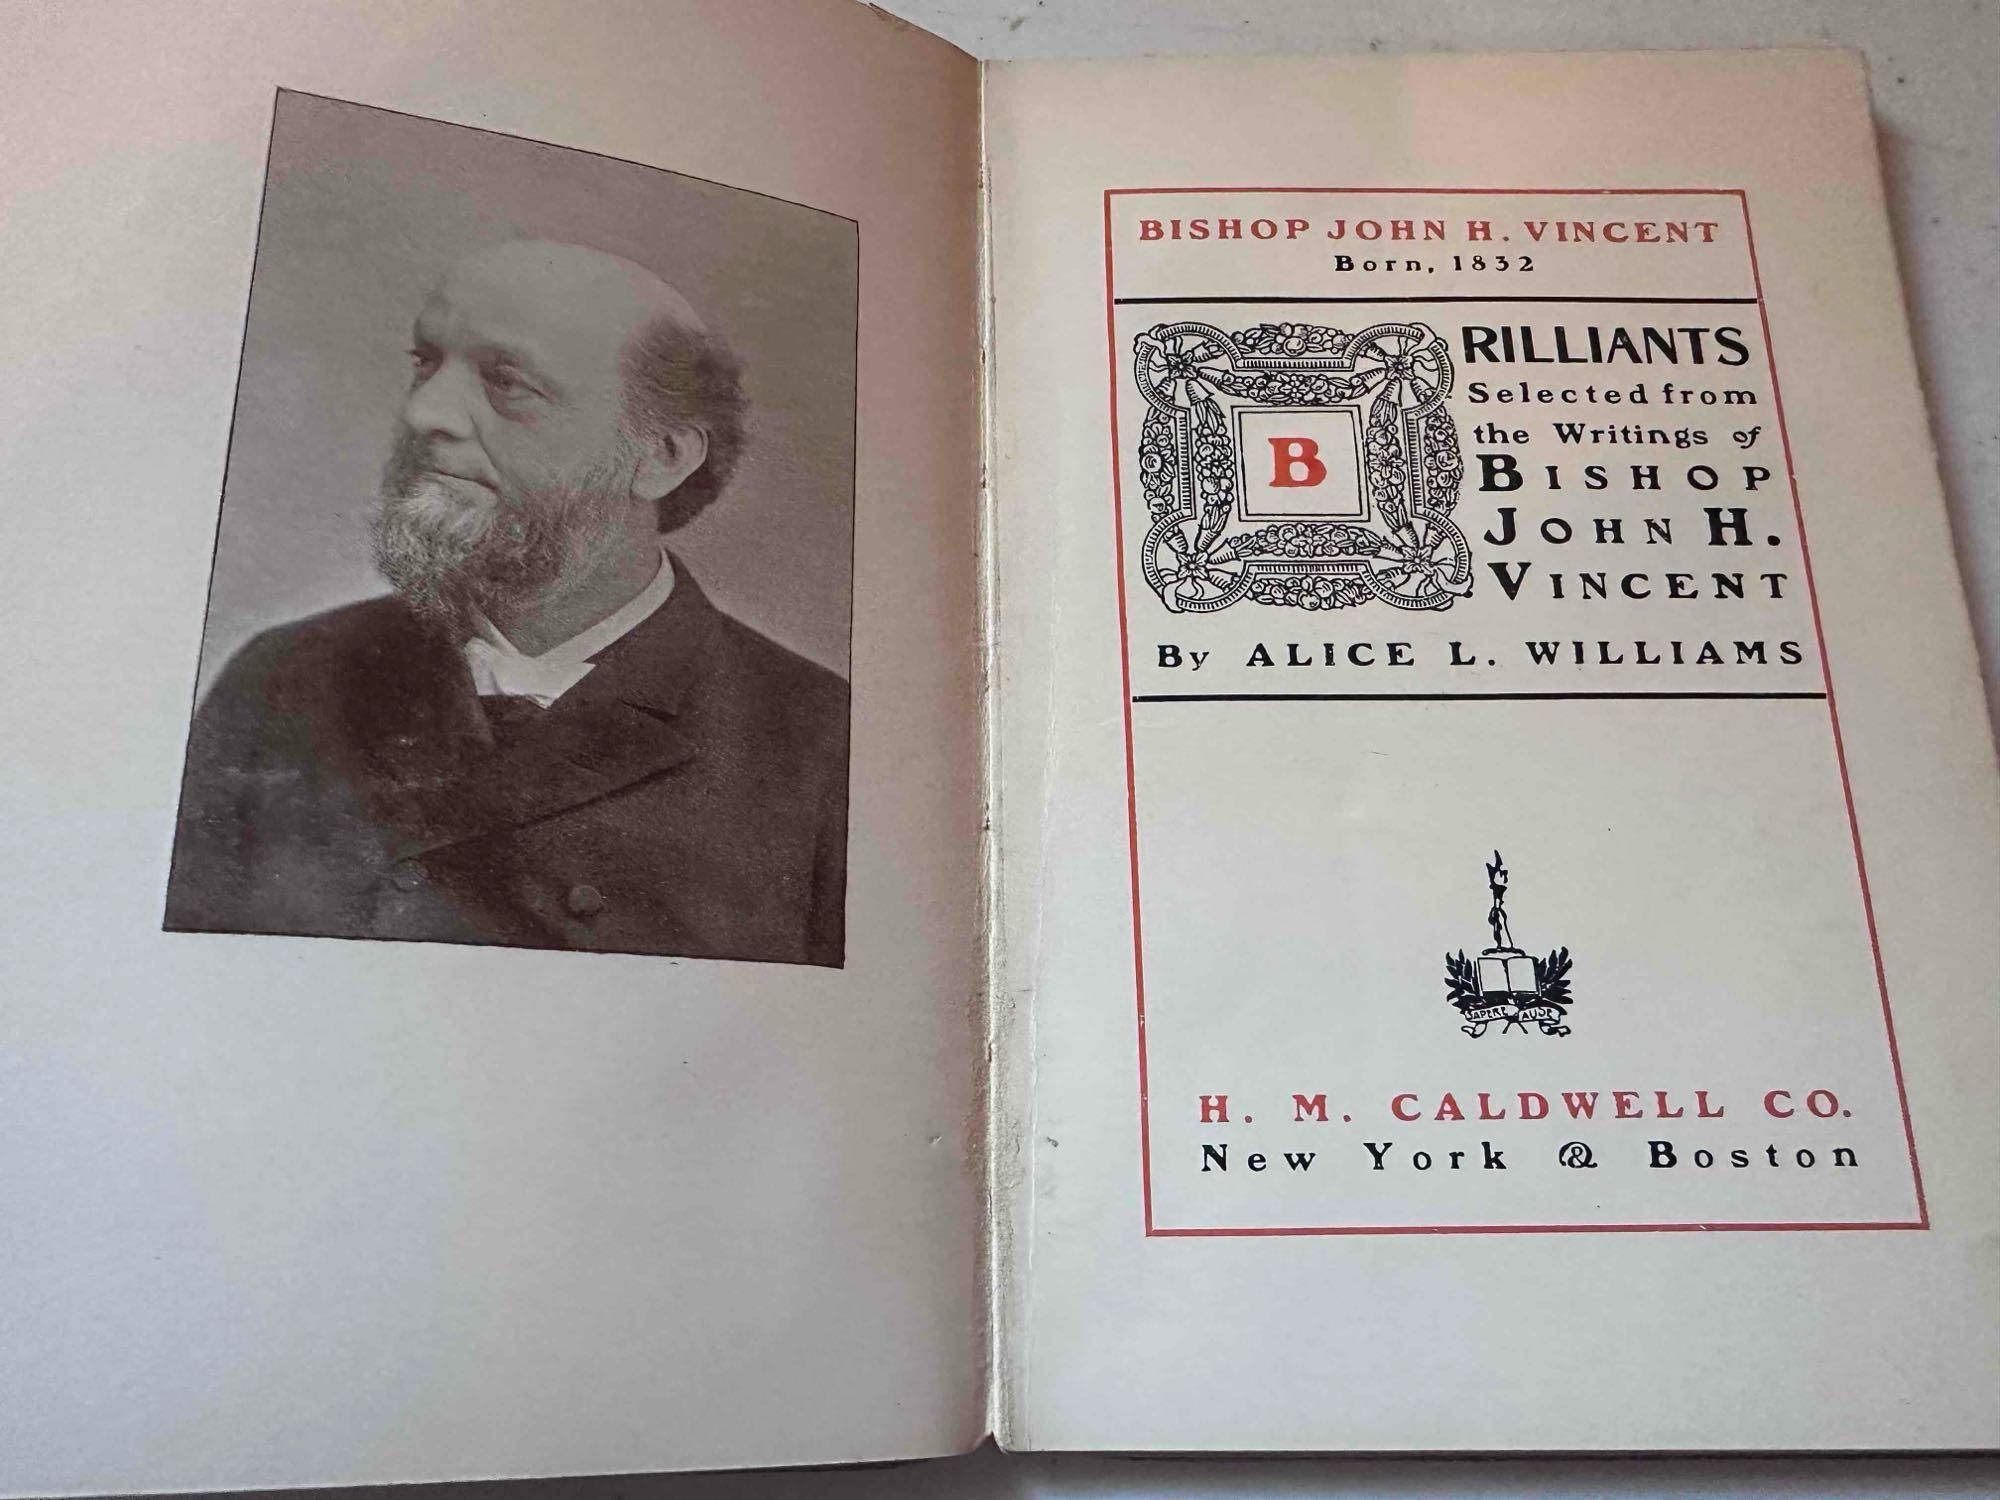 BISHOP JOHN H. VINCENT
Born, 1832
BRILLIANTS
Selected from
the Writings of
BISHOP
JOHN H.
VINCENT
By ALICE L. WILLIAMS
SAPERE AUDE
H. M. CALDWELL CO.
New York & Boston